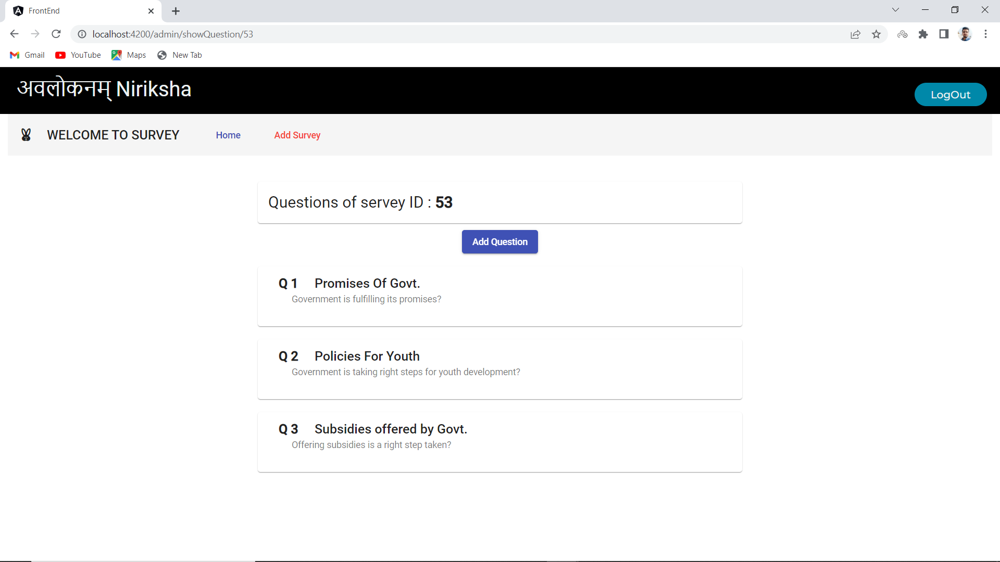 FrontEnd
localhost:4200/admin/showQuestion/53
Gmail YouTube Maps New Tab
अवलोकनम् Niriksha
LogOut
WELCOME TO SURVEY Home Add Survey
Questions of servey ID : 53
Add Question
Q 1 Promises Of Govt.
Government is fulfilling its promises?
Q 2 Policies For Youth
Government is taking right steps for youth development?
Q 3 Subsidies offered by Govt.
Offering subsidies is a right step taken?